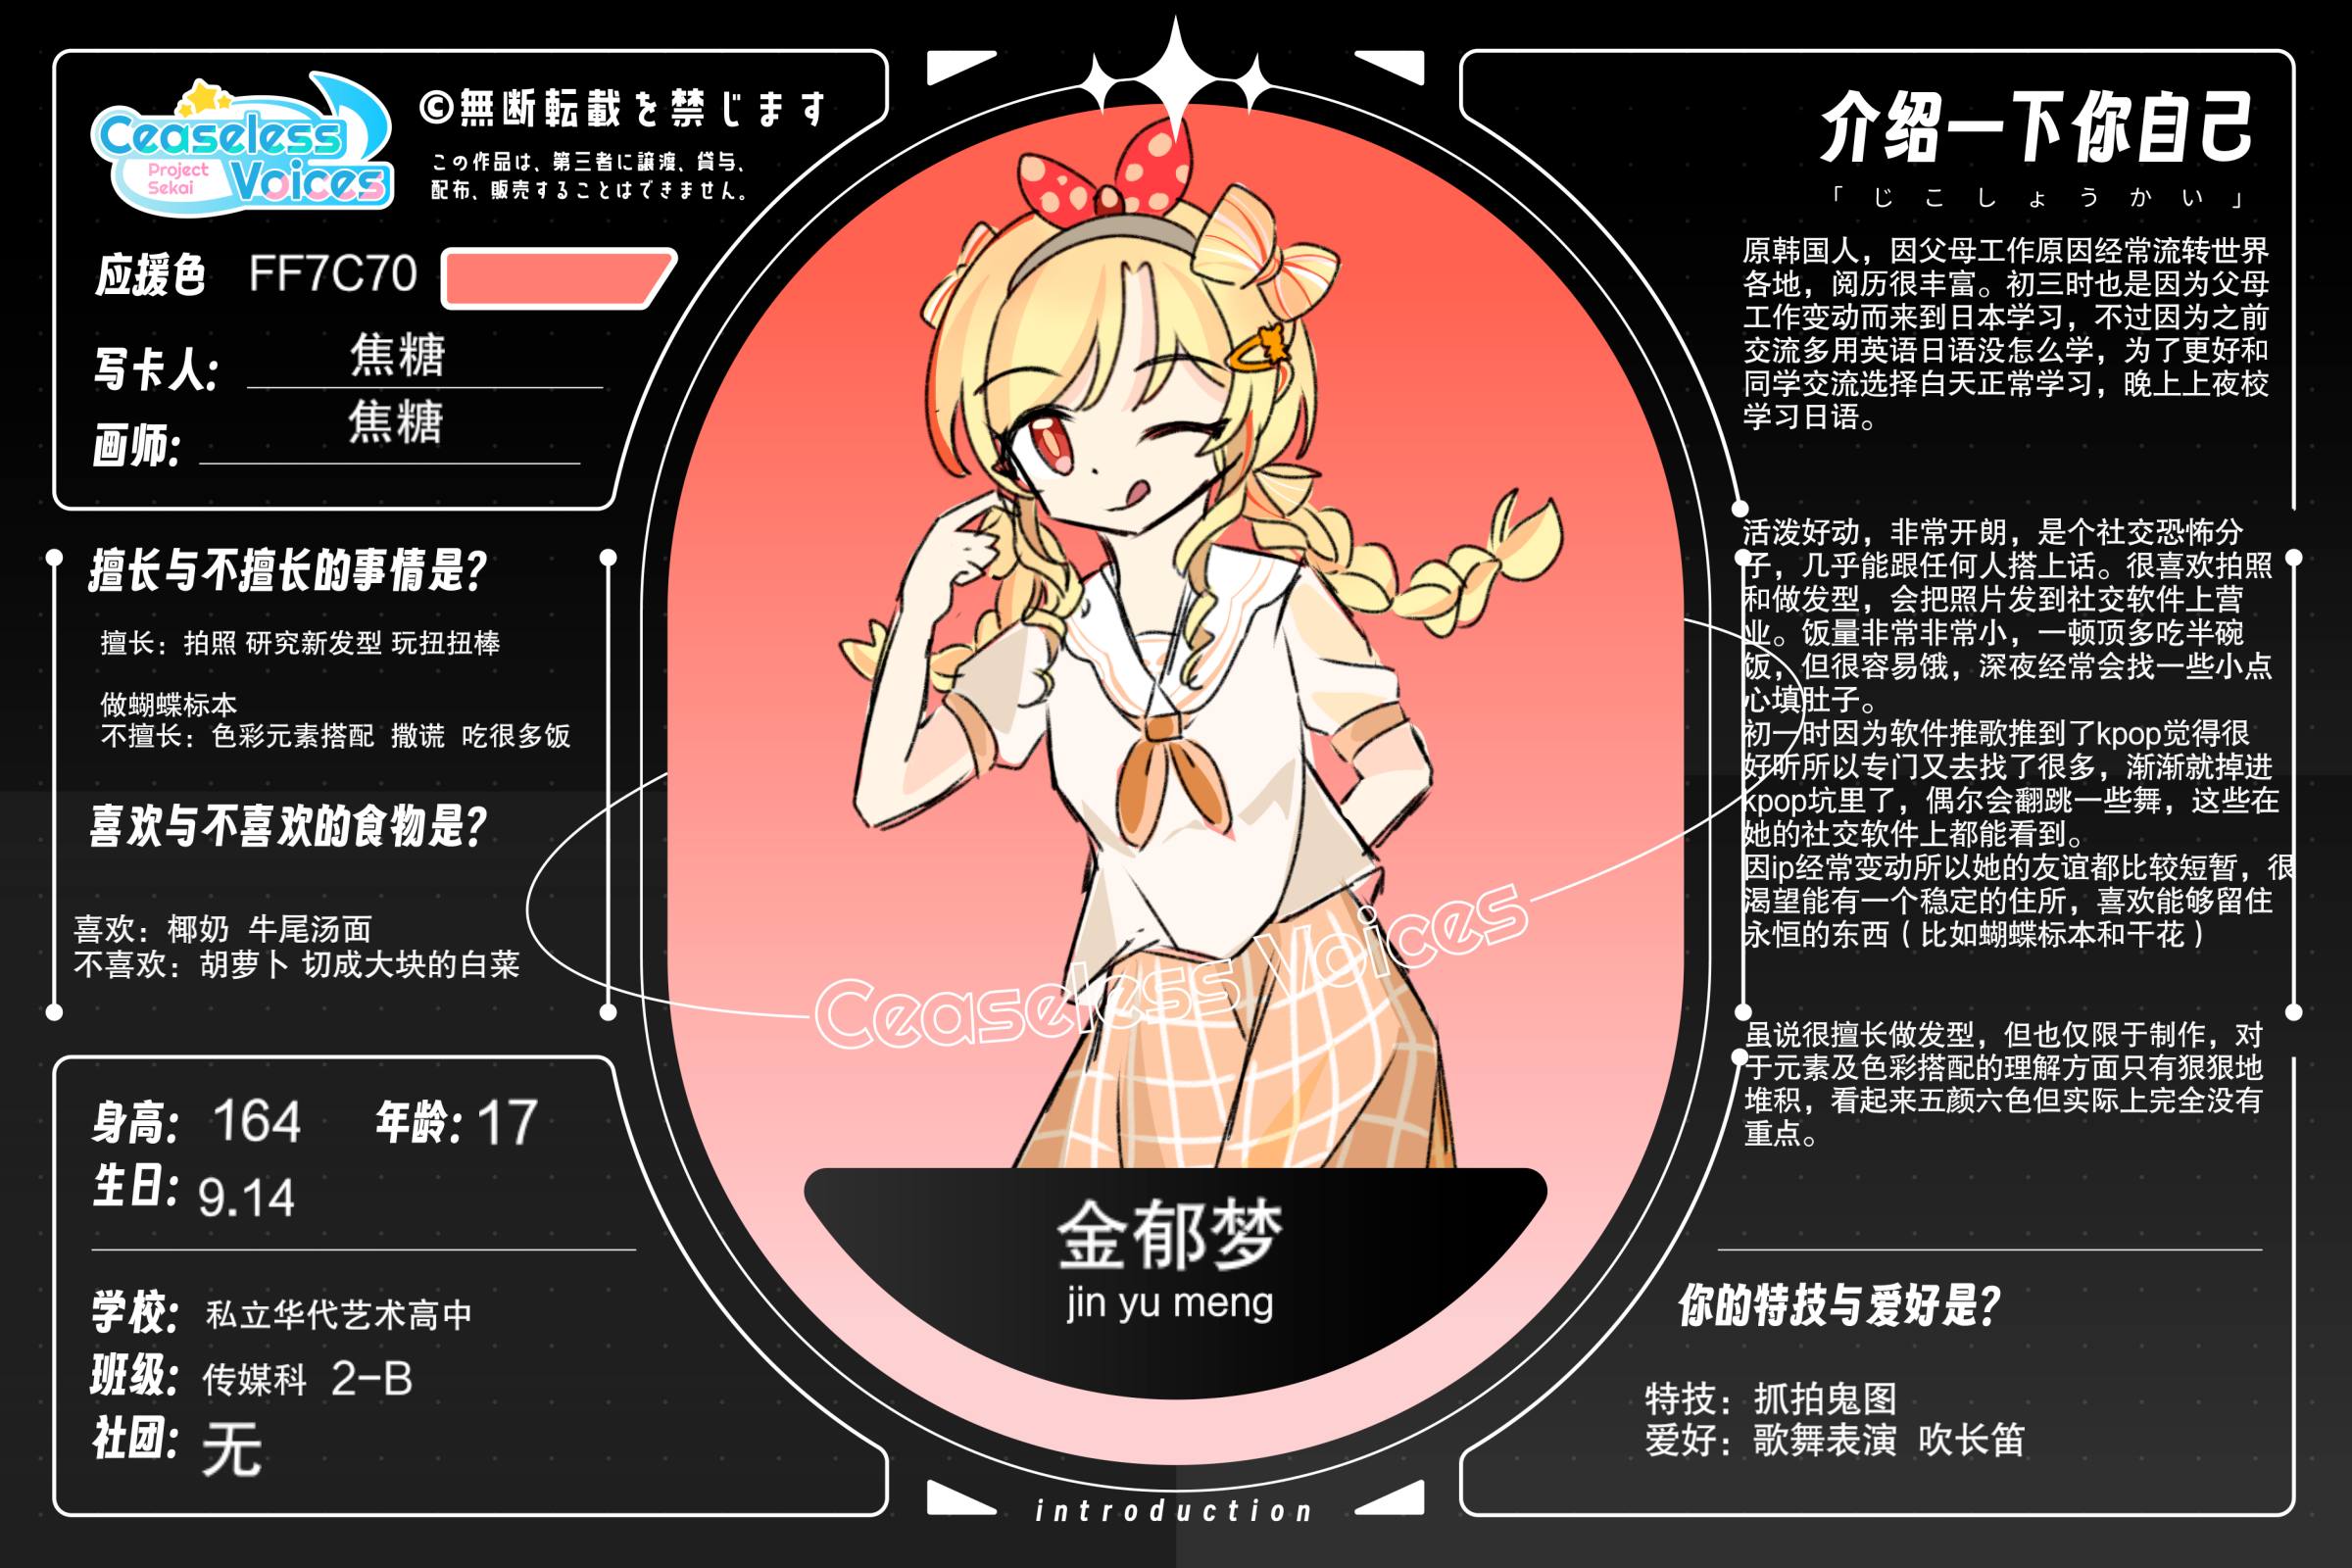 Ceaseless
Project
Sekai
Voices
©無断転載を禁じます
この作品は、第三者に譲渡、貸与、
配布、販売することはできません。
应援色 FF7C70
写卡人: 焦糖
画师: 焦糖
擅长与不擅长的事情是?
擅长：拍照 研究新发型 玩扭扭棒
做蝴蝶标本
不擅长：色彩元素搭配 撒谎 吃很多饭
喜欢与不喜欢的食物是?
喜欢：椰奶 牛尾汤面
不喜欢：胡萝卜 切成大块的白菜
身高: 164 年龄: 17
生日: 9.14
学校: 私立华代艺术高中
班级: 传媒科 2-B
社团: 无
Ceaseless Voices
金郁梦
jin yu meng
introduction
介绍一下你自己
「じこしょうかい」
原韩国人，因父母工作原因经常流转世界
各地，阅历很丰富。初三时也是因为父母
工作变动而来到日本学习，不过因为之前
交流多用英语日语没怎么学，为了更好和
同学交流选择白天正常学习，晚上上夜校
学习日语。
活泼好动，非常开朗，是个社交恐怖分
子，几乎能跟任何人搭上话。很喜欢拍照
和做发型，会把照片发到社交软件上营
业。饭量非常非常小，一顿顶多吃半碗
饭，但很容易饿，深夜经常会找一些小点
心填肚子。
初一时因为软件推歌推到了kpop觉得很
好听所以专门又去找了很多，渐渐就掉进
kpop坑里了，偶尔会翻跳一些舞，这些在
她的社交软件上都能看到。
因ip经常变动所以她的友谊都比较短暂，很
渴望能有一个稳定的住所，喜欢能够留住
永恒的东西（比如蝴蝶标本和干花）
虽说很擅长做发型，但也仅限于制作，对
于元素及色彩搭配的理解方面只有狠狠地
堆积，看起来五颜六色但实际上完全没有
重点。
你的特技与爱好是?
特技：抓拍鬼图
爱好：歌舞表演 吹长笛